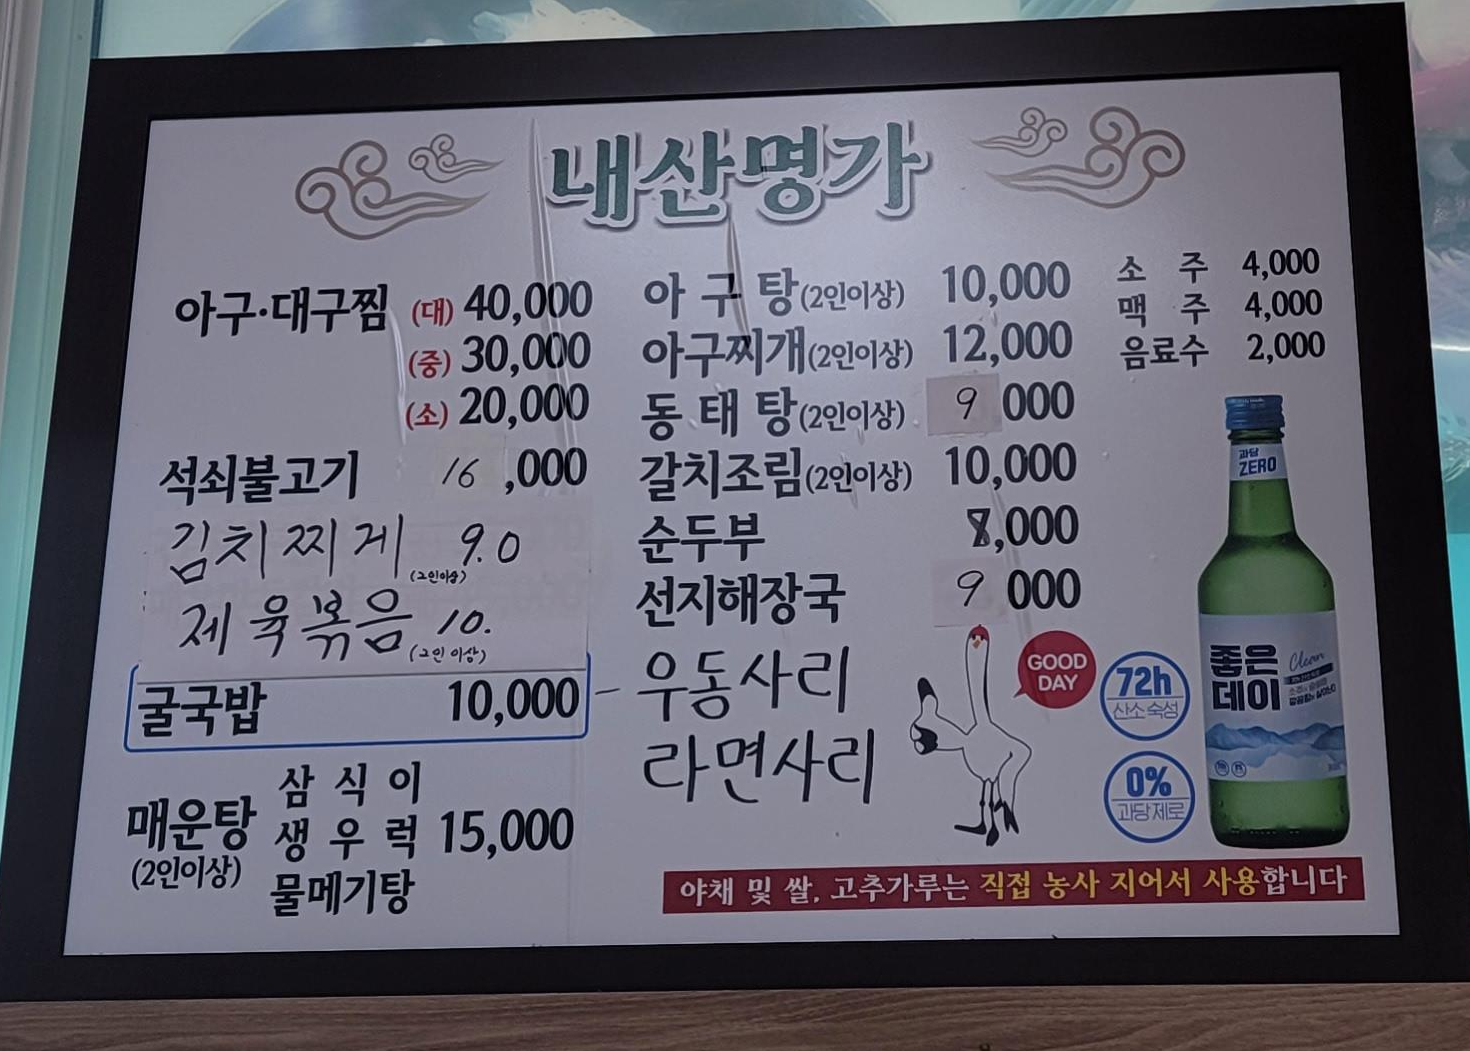 내산명가
아구·대구찜 (대) 40,000
(중) 30,000
(소) 20,000
석쇠불고기 16,000
김치찌게 9.0
(2인이상)
제육볶음 10.
(2인 이상)
굴국밥 10,000
매운탕
(2인이상)
삼식이
생우럭 15,000
물메기탕
아구탕(2인이상) 10,000
아구찌개(2인이상) 12,000
동태탕(2인이상) 9 000
갈치조림(2인이상) 10,000
순두부 8,000
선지해장국 9 000
우동사리
라면사리
소주 4,000
맥주 4,000
음료수 2,000
GOOD
DAY
72h
산소숙성
0%
과당제로
과당
ZERO
좋은
데이
Clean
야채 및 쌀, 고추가루는 직접 농사 지어서 사용합니다